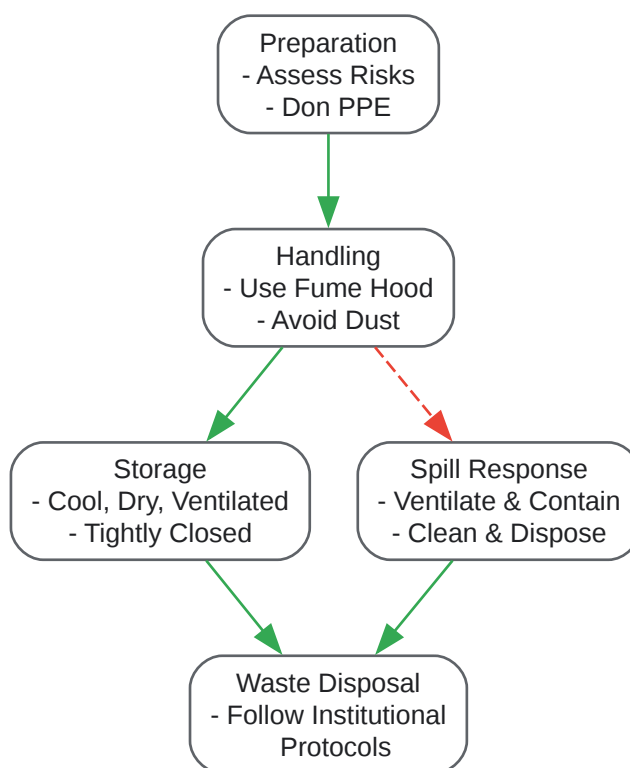 Preparation
- Assess Risks
- Don PPE
Handling
- Use Fume Hood
- Avoid Dust
Storage
- Cool, Dry, Ventilated
- Tightly Closed
Spill Response
- Ventilate & Contain
- Clean & Dispose
Waste Disposal
- Follow Institutional
Protocols